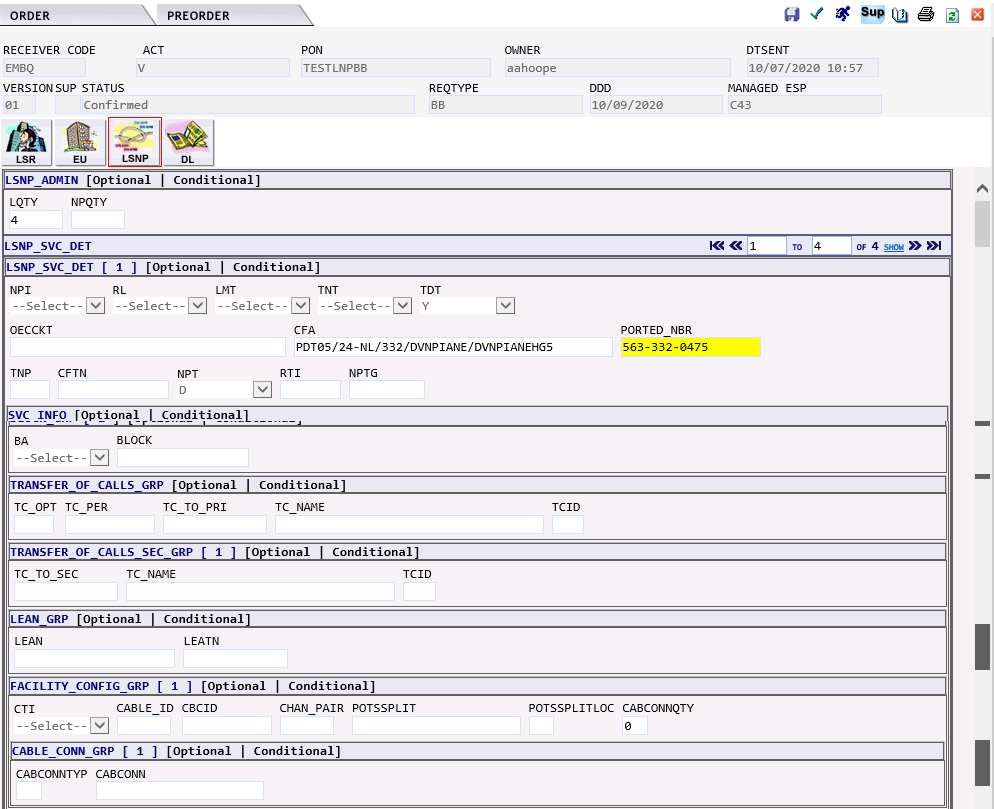 ORDER PREORDER Sup
RECEIVER CODE ACT PON OWNER DTSENT
EMBQ V TESTLNPBB aahoope 10/07/2020 10:57
VERSION SUP STATUS REQTYPE DDD MANAGED ESP
01 Confirmed BB 10/09/2020 C43
LSR EU LSNP DL
LSNP_ADMIN [Optional | Conditional]
LQTY NPQTY
4
LSNP_SVC_DET 1 TO 4 OF 4 SHOW
LSNP_SVC_DET [ 1 ] [Optional | Conditional]
NPI RL LMT TNT TDT
--Select-- --Select-- --Select-- --Select-- Y
OECCKT CFA PORTED_NBR
PDT05/24-NL/332/DVNPIANE/DVNPIANEHG5 563-332-0475
TNP CFTN NPT RTI NPTG
D
SVC_INFO [Optional | Conditional]
BA BLOCK
--Select--
TRANSFER_OF_CALLS_GRP [Optional | Conditional]
TC_OPT TC_PER TC_TO_PRI TC_NAME TCID
TRANSFER_OF_CALLS_SEC_GRP [ 1 ] [Optional | Conditional]
TC_TO_SEC TC_NAME TCID
LEAN_GRP [Optional | Conditional]
LEAN LEATN
FACILITY_CONFIG_GRP [ 1 ] [Optional | Conditional]
CTI CABLE_ID CBCID CHAN_PAIR POTSSPLIT POTSSPLITLOC CABCONNQTY
--Select-- 0
CABLE_CONN_GRP [ 1 ] [Optional | Conditional]
CABCONNTYP CABCONN